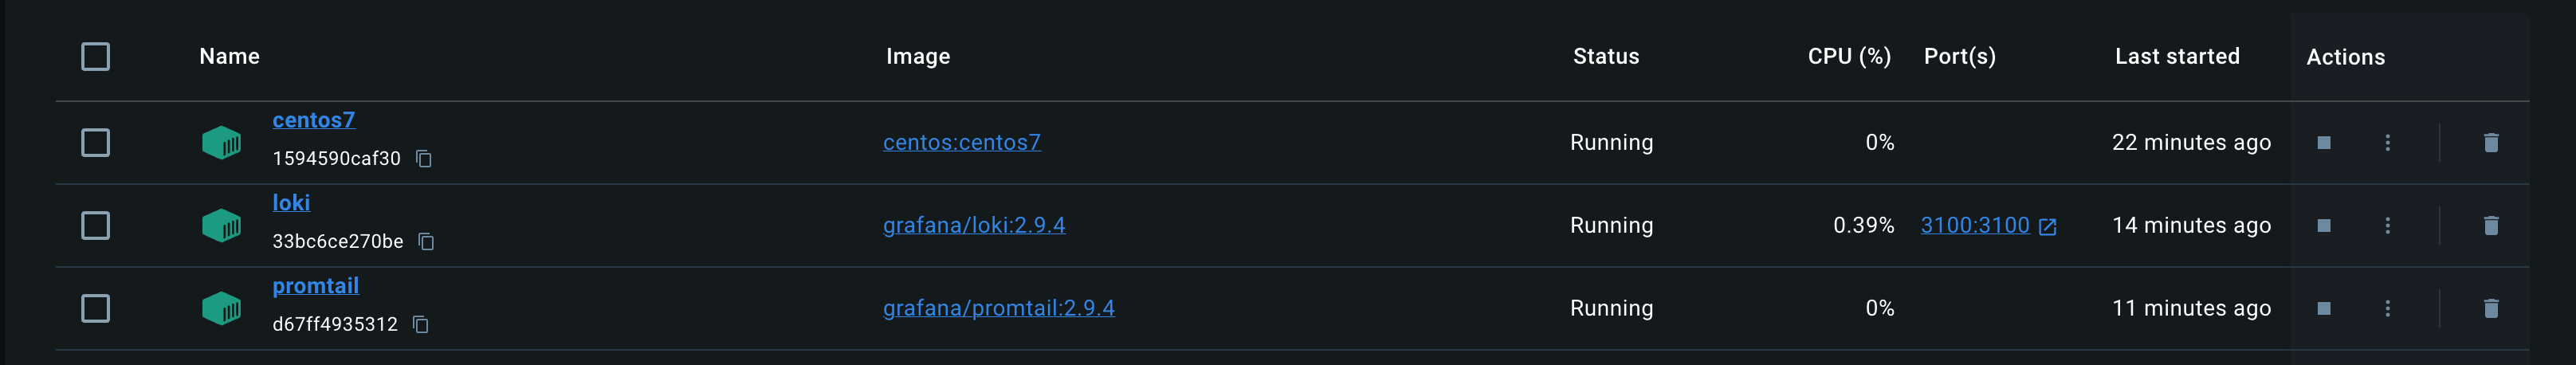 Name Image Status CPU (%) Port(s) Last started Actions
centos7
1594590caf30
centos:centos7 Running 0% 22 minutes ago
loki
33bc6ce270be
grafana/loki:2.9.4 Running 0.39% 3100:3100 14 minutes ago
promtail
d67ff4935312
grafana/promtail:2.9.4 Running 0% 11 minutes ago